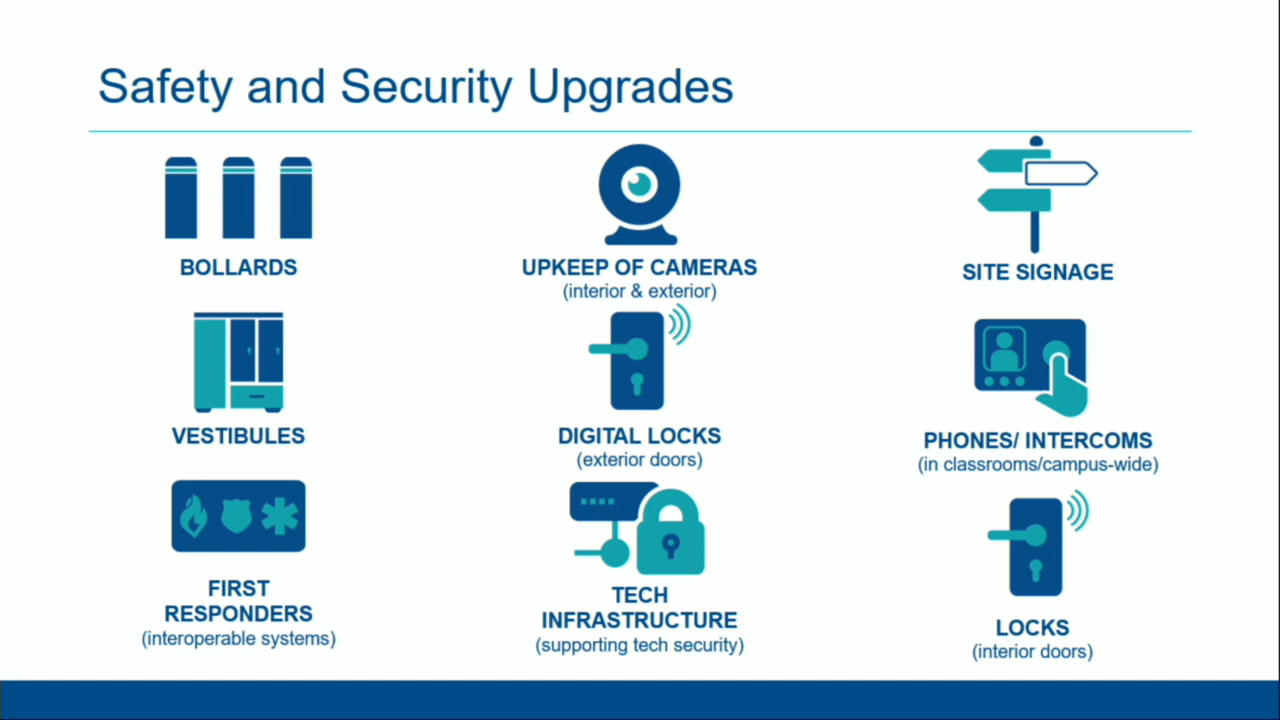 Safety and Security Upgrades
BOLLARDS
UPKEEP OF CAMERAS
(interior & exterior)
SITE SIGNAGE
VESTIBULES
DIGITAL LOCKS
(exterior doors)
PHONES/ INTERCOMS
(in classrooms/campus-wide)
FIRST
RESPONDERS
(interoperable systems)
TECH
INFRASTRUCTURE
(supporting tech security)
LOCKS
(interior doors)